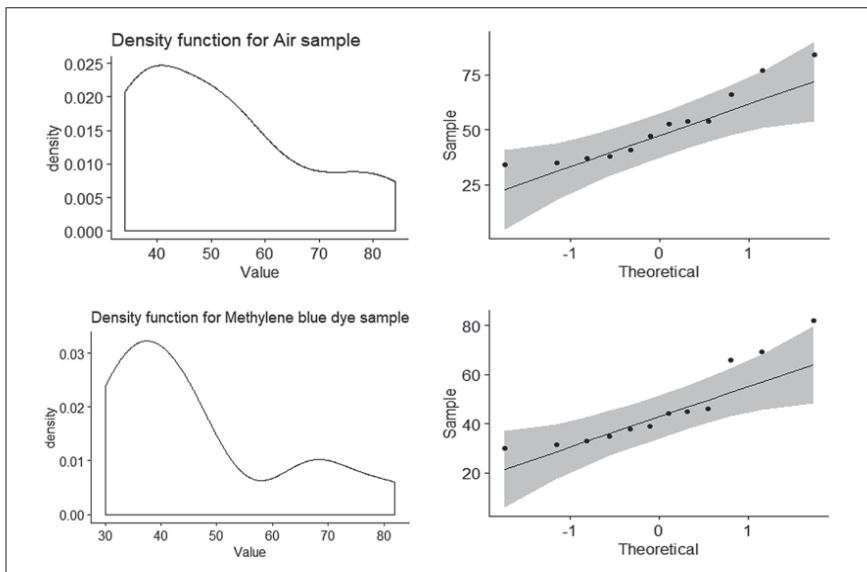 Density function for Air sample
density
0.025
0.020
0.015
0.010
0.005
0.000
40 50 60 70 80
Value
Sample
75
50
25
-1 0 1
Theoretical
Density function for Methylene blue dye sample
density
0.03
0.02
0.01
0.00
30 40 50 60 70 80
Value
Sample
80
60
40
20
-1 0 1
Theoretical